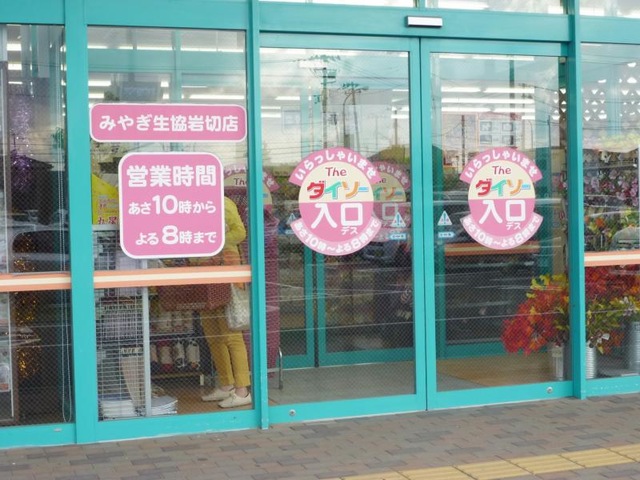 みやぎ生協岩切店
営業時間
あさ10時から
よる8時まで
いらっしゃいませ
The
ダイソー
入口
デス
あさ10時〜よる8時まで
いらっしゃいませ
The
ダイソー
入口
デス
あさ10時〜よる8時まで